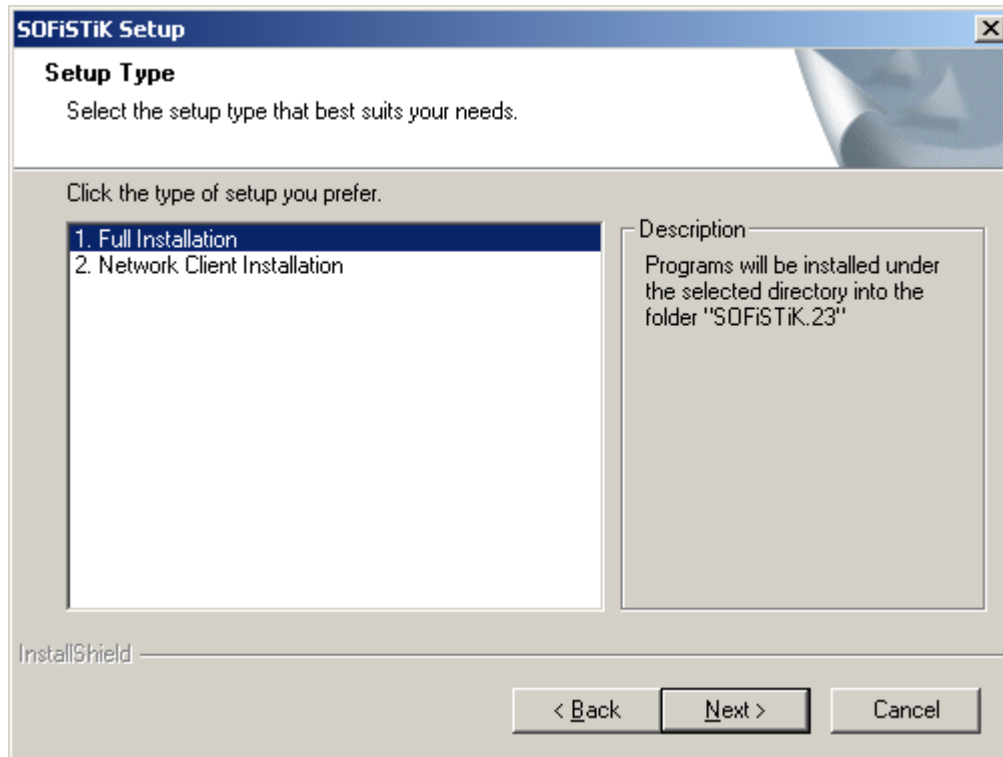 SOFiSTiK Setup
Setup Type
Select the setup type that best suits your needs.
Click the type of setup you prefer.
1. Full Installation
2. Network Client Installation
Description
Programs will be installed under
the selected directory into the
folder "SOFiSTiK.23"
InstallShield
< Back
Next >
Cancel